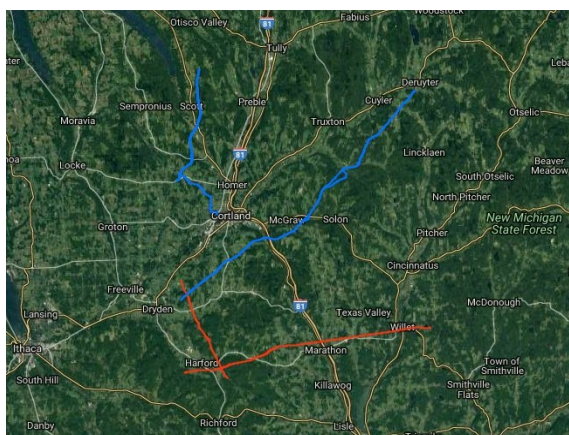 Woodstock
Otisco Valley
Fabius
81
Tully
Deruyter
Sempronius
Scott
Preble
Cuyler
Otselic
Moravia
Truxton
81
Lincklaen
Locke
Homer
South Otselic
Beaver
Meadow
Cortland
McGraw
Solon
North Pitcher
New Michigan
State Forest
Groton
Pitcher
Cincinnatus
Freeville
81
McDonough
Lansing
Dryden
Texas Valley
Willet
Ithaca
Harford
Marathon
Town of
Smithville
South Hill
Killawog
Smithville
Flats
Richford
Lisle
Danby